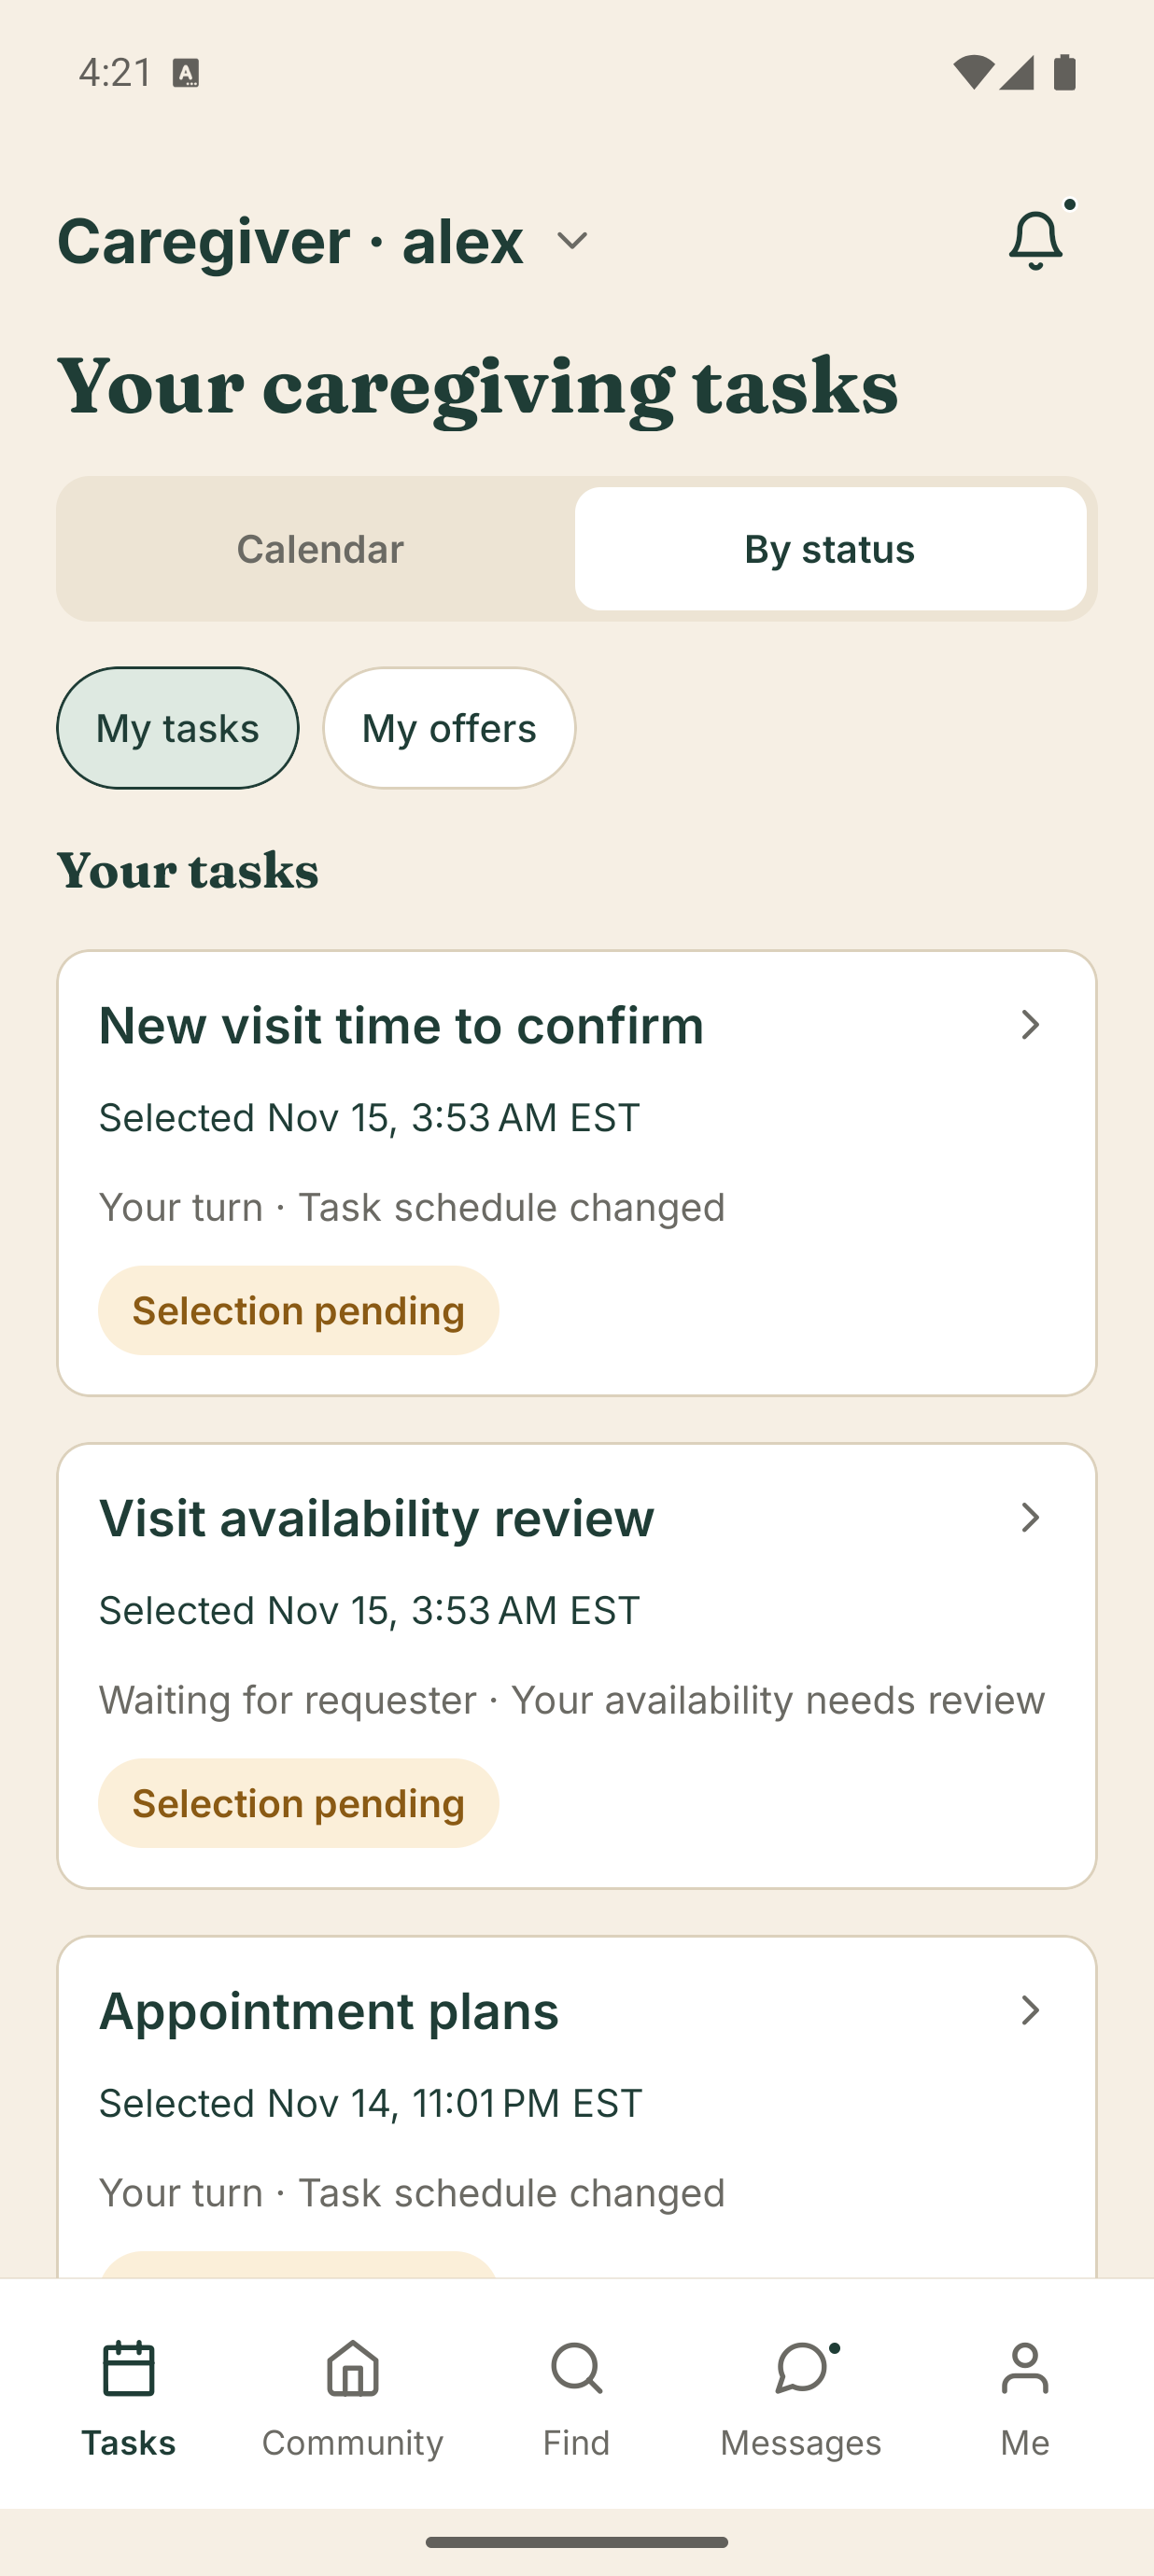 4:21
Caregiver · alex
Your caregiving tasks
Calendar
By status
My tasks
My offers
Your tasks
New visit time to confirm
Selected Nov 15, 3:53 AM EST
Your turn · Task schedule changed
Selection pending
Visit availability review
Selected Nov 15, 3:53 AM EST
Waiting for requester · Your availability needs review
Selection pending
Appointment plans
Selected Nov 14, 11:01 PM EST
Your turn · Task schedule changed
Tasks
Community
Find
Messages
Me